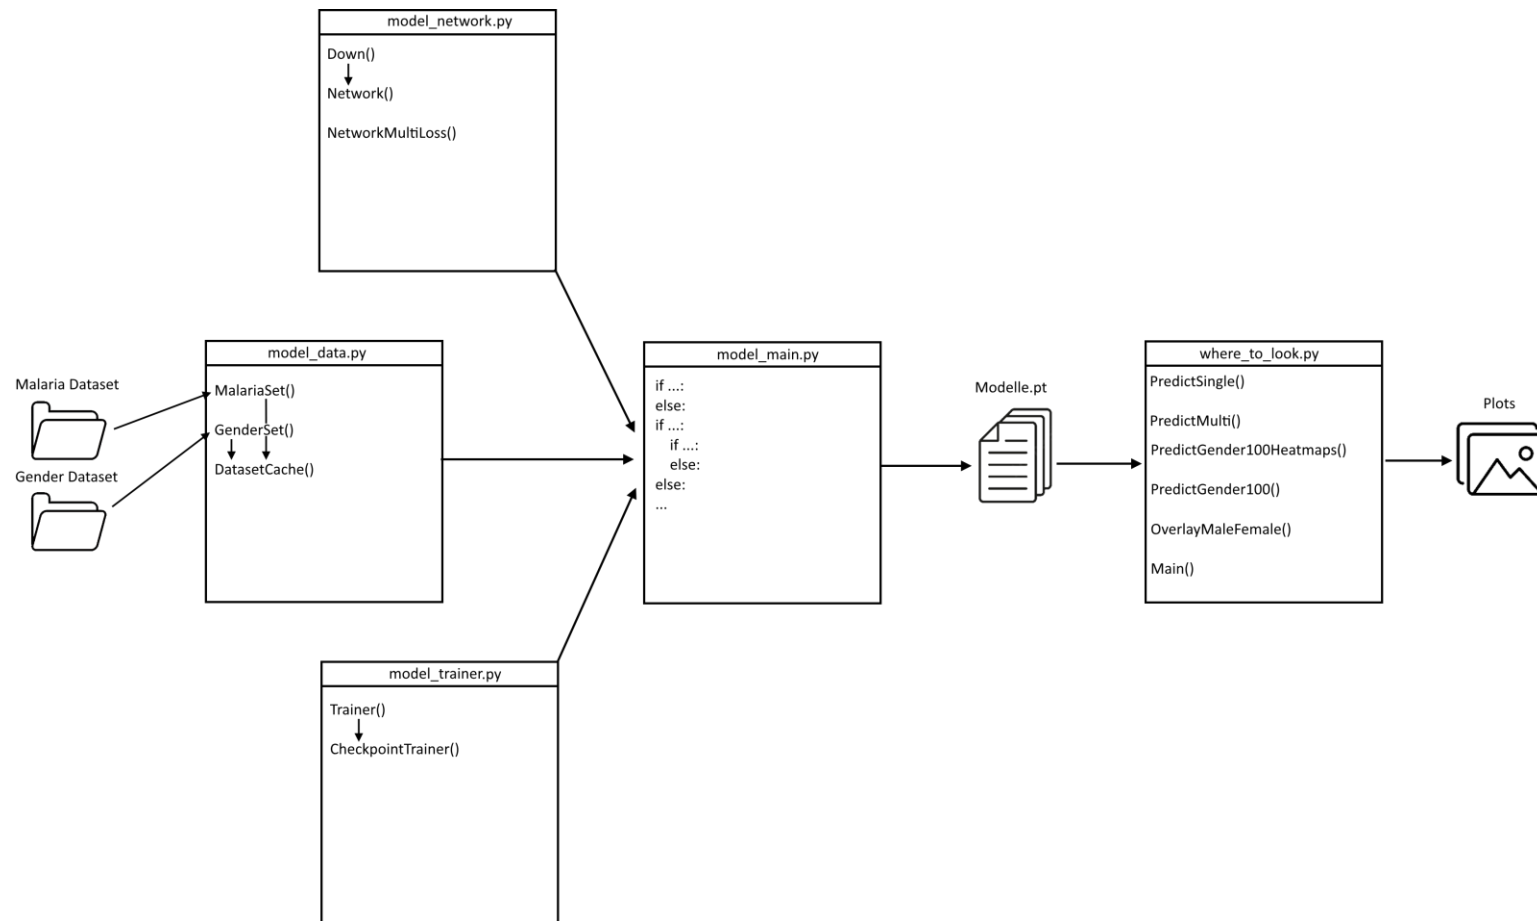 model_network.py
Down()
Network()
NetworkMultiLoss()
Malaria Dataset
Gender Dataset
model_data.py
MalariaSet()
GenderSet()
DatasetCache()
model_trainer.py
Trainer()
CheckpointTrainer()
model_main.py
if ...:
else:
if ...:
if ...:
else:
else:
...
Modelle.pt
where_to_look.py
PredictSingle()
PredictMulti()
PredictGender100Heatmaps()
PredictGender100()
OverlayMaleFemale()
Main()
Plots